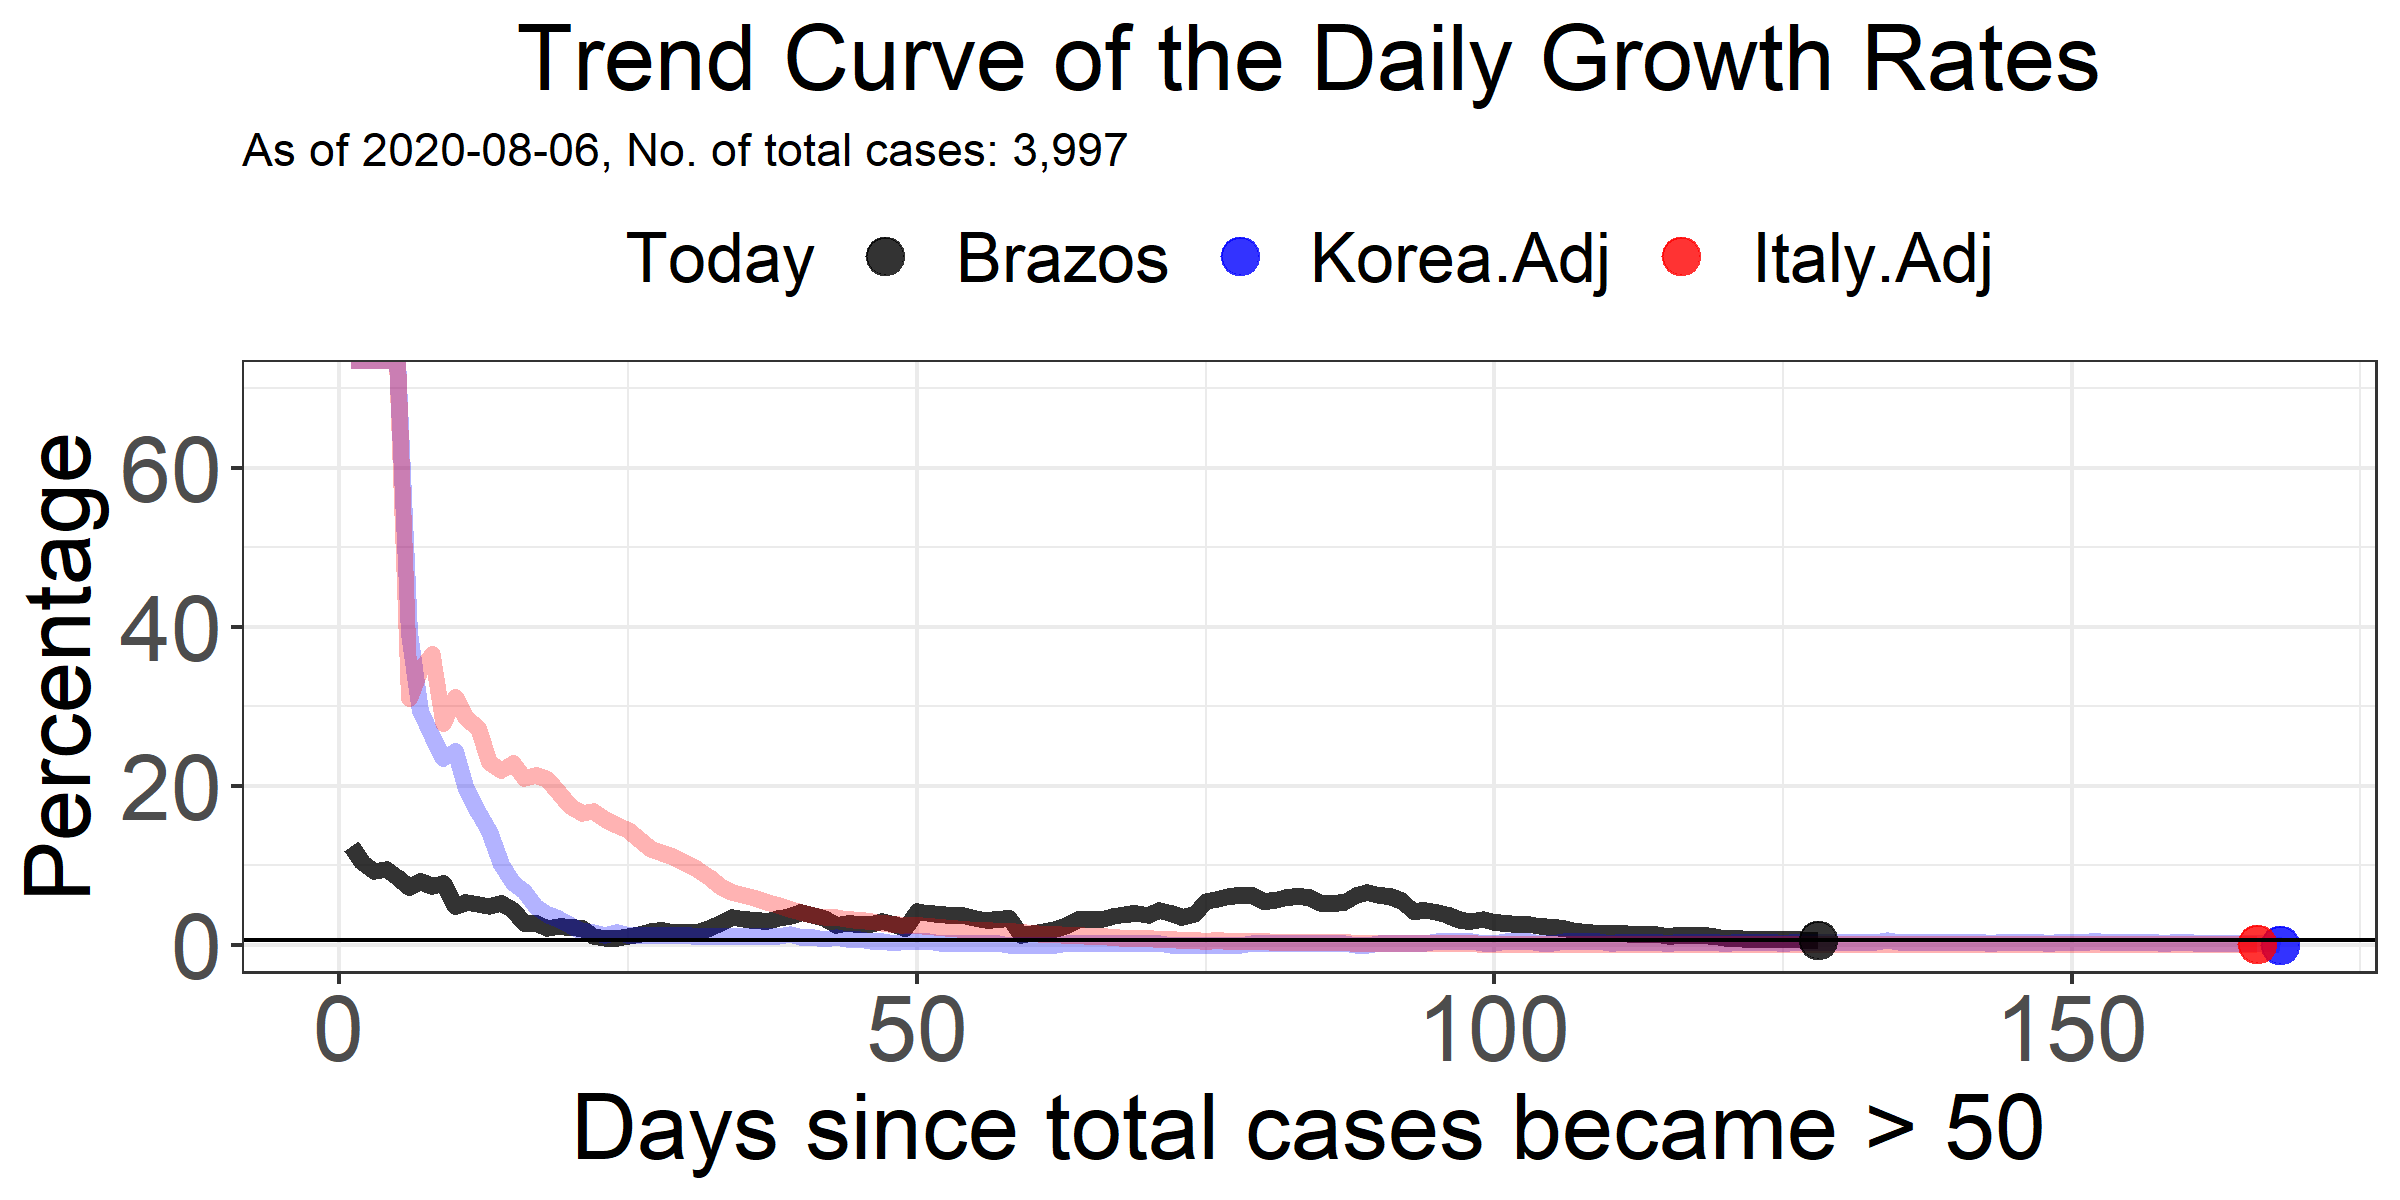 Trend Curve of the Daily Growth Rates
As of 2020-08-06, No. of total cases: 3,997
Today Brazos Korea.Adj Italy.Adj
Percentage
60
40
20
0
0 50 100 150
Days since total cases became > 50